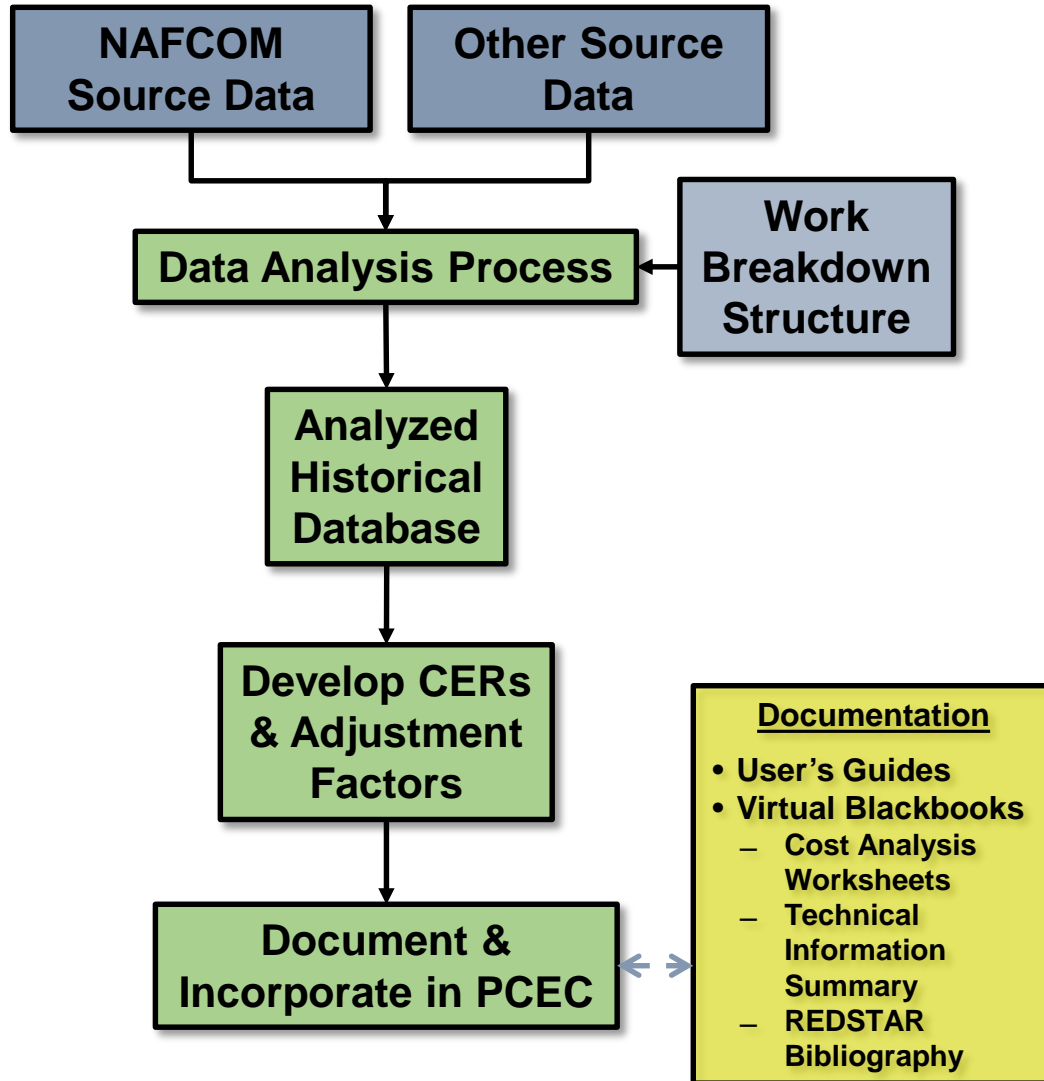 NAFCOM
Source Data
Other Source
Data
Work
Breakdown
Structure
Data Analysis Process
Analyzed
Historical
Database
Develop CERs
& Adjustment
Factors
Document &
Incorporate in PCEC
Documentation
• User’s Guides
• Virtual Blackbooks
– Cost Analysis
Worksheets
– Technical
Information
Summary
– REDSTAR
Bibliography